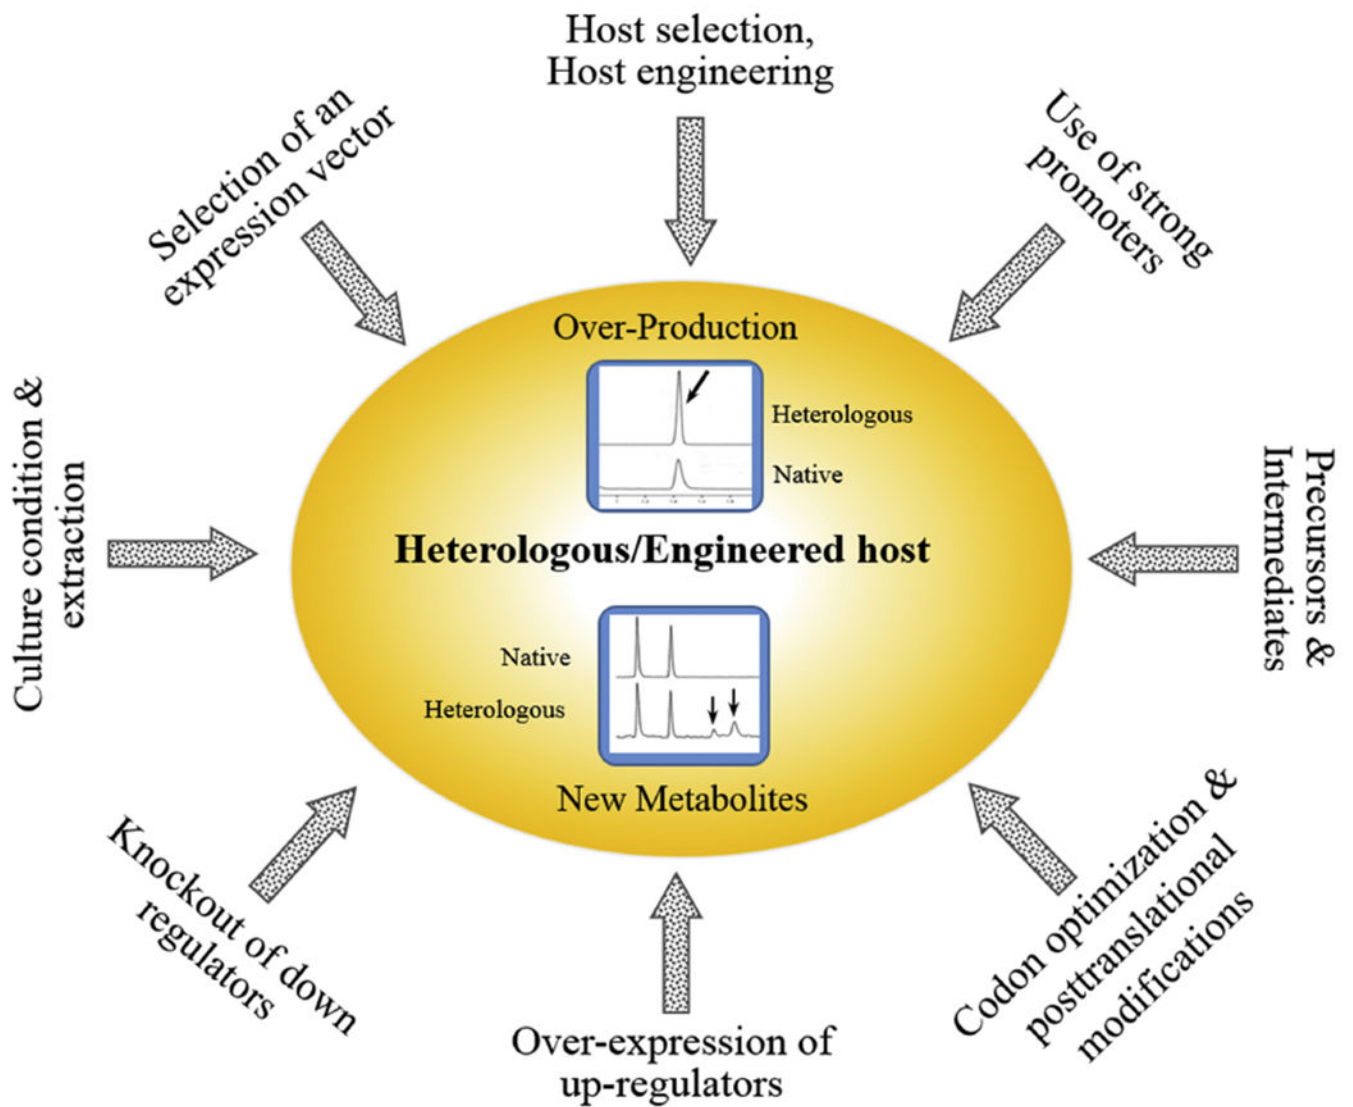 Host selection,
Host engineering
Selection of an
expression vector
Use of strong
promoters
Over-Production
Heterologous
Native
Culture condition &
extraction
Heterologous/Engineered host
Precursors &
Intermediates
Native
Heterologous
New Metabolites
Knockout of down
regulators
Over-expression of
up-regulators
Codon optimization &
posttranslational
modifications